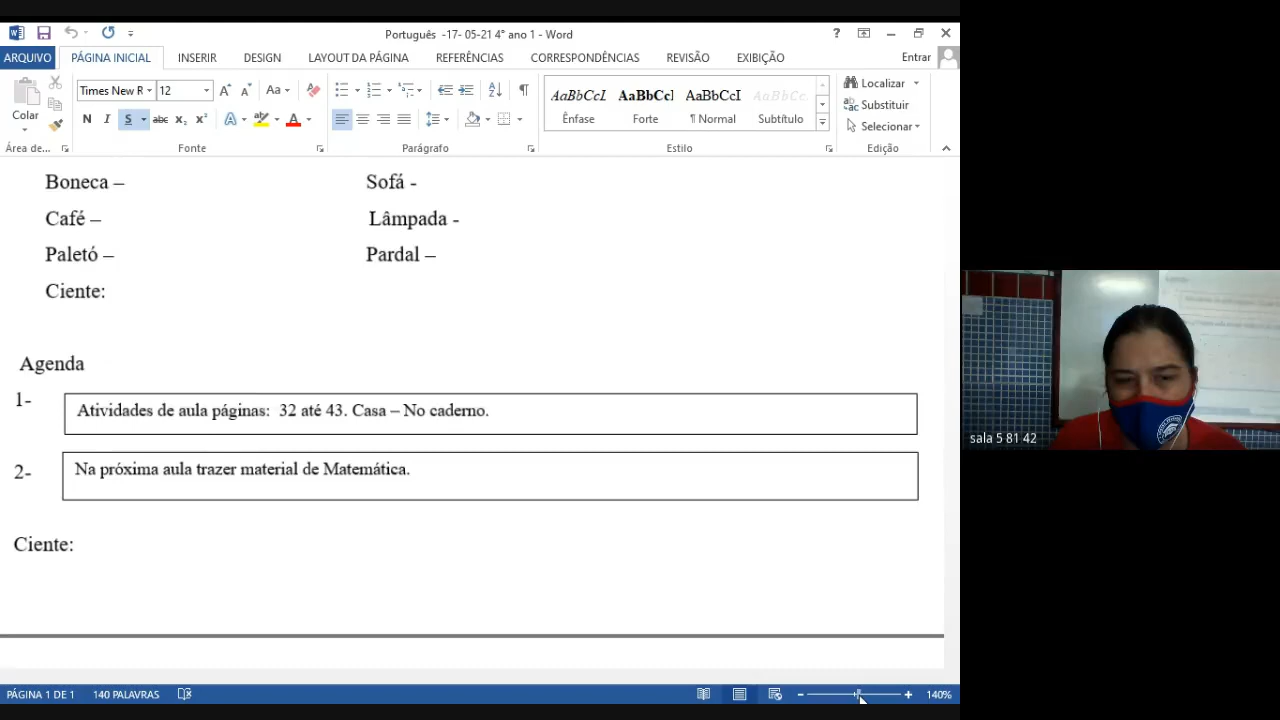 Português -17- 05-21 4° ano 1 - Word
ARQUIVO PÁGINA INICIAL INSERIR DESIGN LAYOUT DA PÁGINA REFERÊNCIAS CORRESPONDÊNCIAS REVISÃO EXIBIÇÃO Entrar
Colar
Times New R 12 Aa
N I S abc x₂ x² A A
AaBbCcI AaBbCcI AaBbCcI AaBbCc
Ênfase Forte ¶ Normal Subtítulo
Localizar
Substituir
Selecionar
Área de... Fonte Parágrafo Estilo Edição
Boneca – Sofá -
Café – Lâmpada -
Paletó – Pardal –
Ciente:
Agenda
1- Atividades de aula páginas: 32 até 43. Casa – No caderno.
2- Na próxima aula trazer material de Matemática.
Ciente:
sala 5 81 42
PÁGINA 1 DE 1 140 PALAVRAS 140%